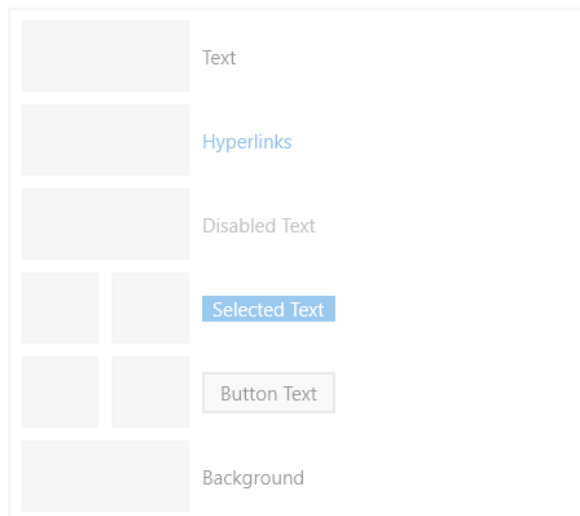 Text
Hyperlinks
Disabled Text
Selected Text
Button Text
Background